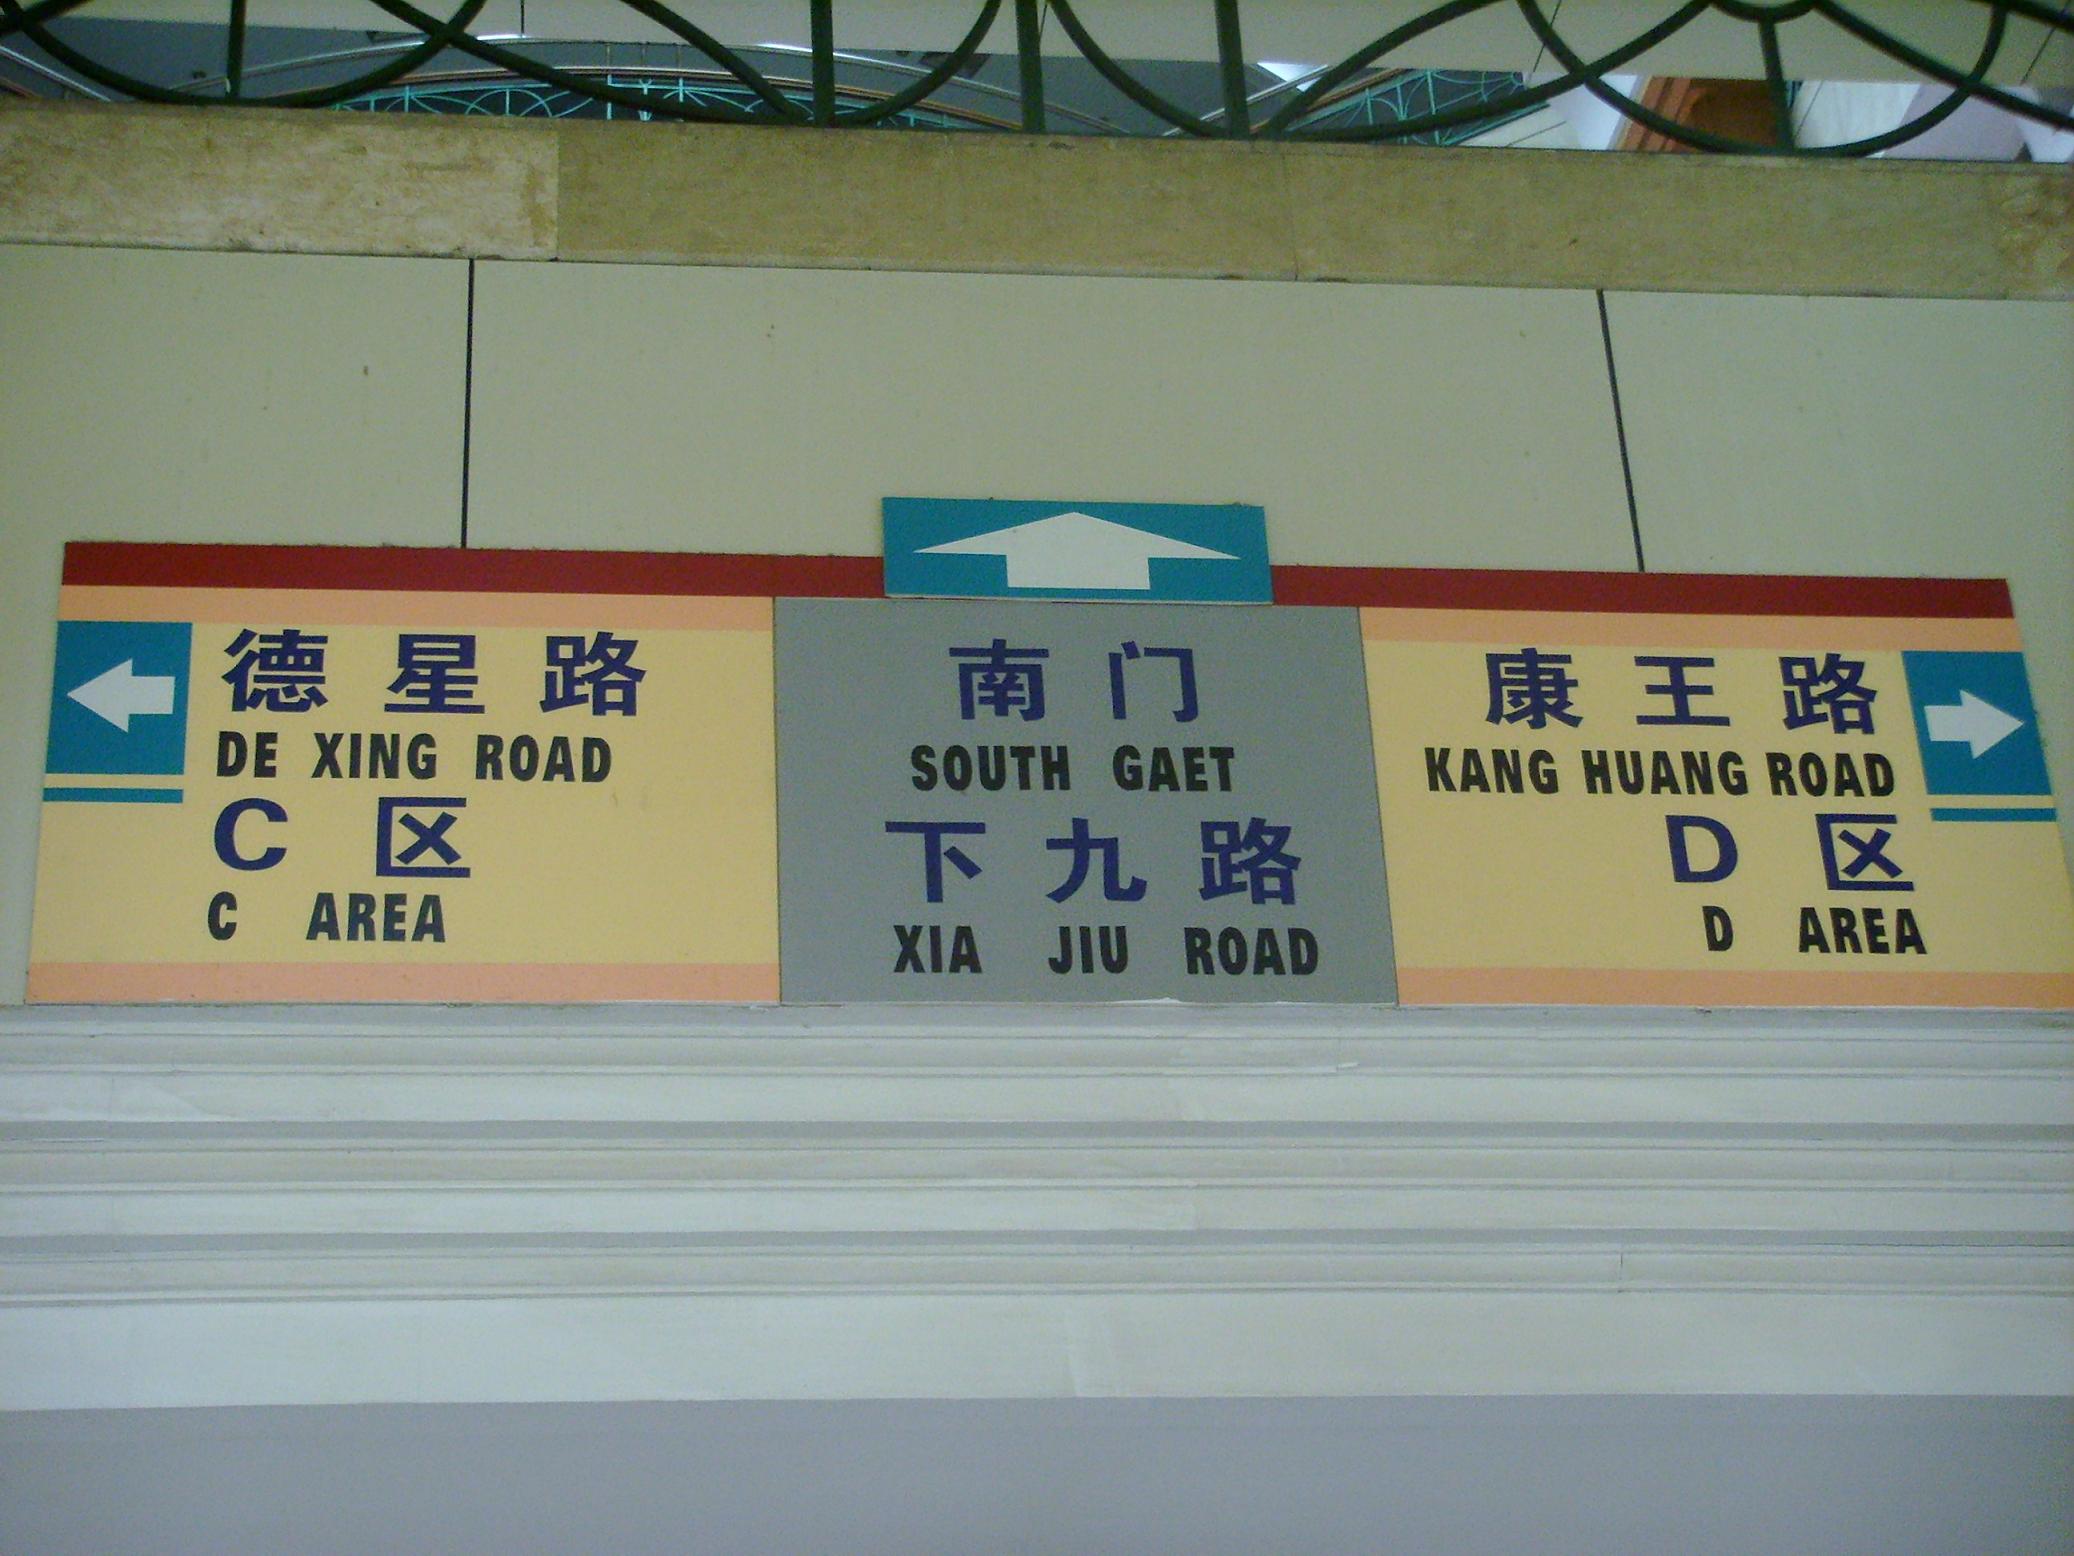 德星路
DE XING ROAD
C 区
C AREA
南门
SOUTH GAET
下九路
XIA JIU ROAD
康王路
KANG HUANG ROAD
D 区
D AREA